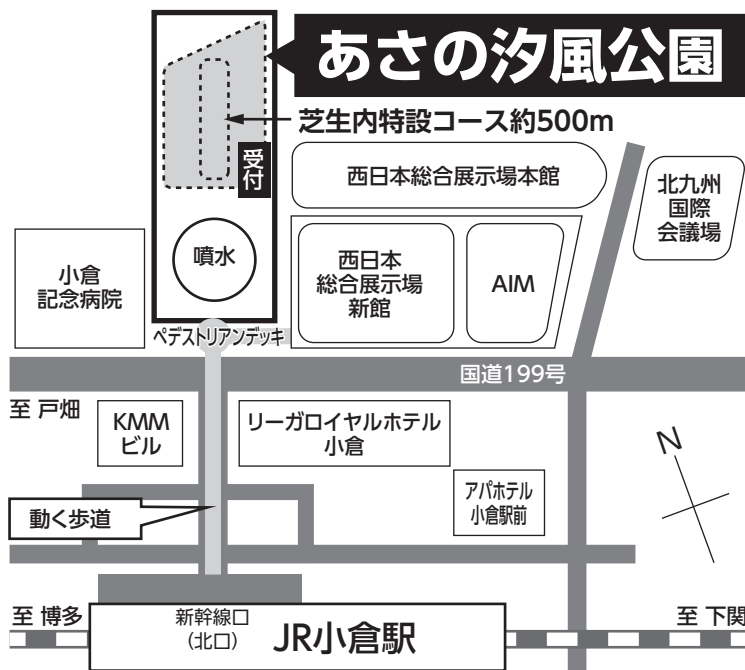 あさの汐風公園
芝生内特設コース約500m
受付
西日本総合展示場本館
北九州
国際
会議場
噴水
小倉
記念病院
西日本
総合展示場
新館
AIM
ペデストリアンデッキ
国道199号
至 戸畑
KMM
ビル
リーガロイヤルホテル
小倉
N
アパホテル
小倉駅前
動く歩道
至 博多
新幹線口
(北口)
JR小倉駅
至 下関